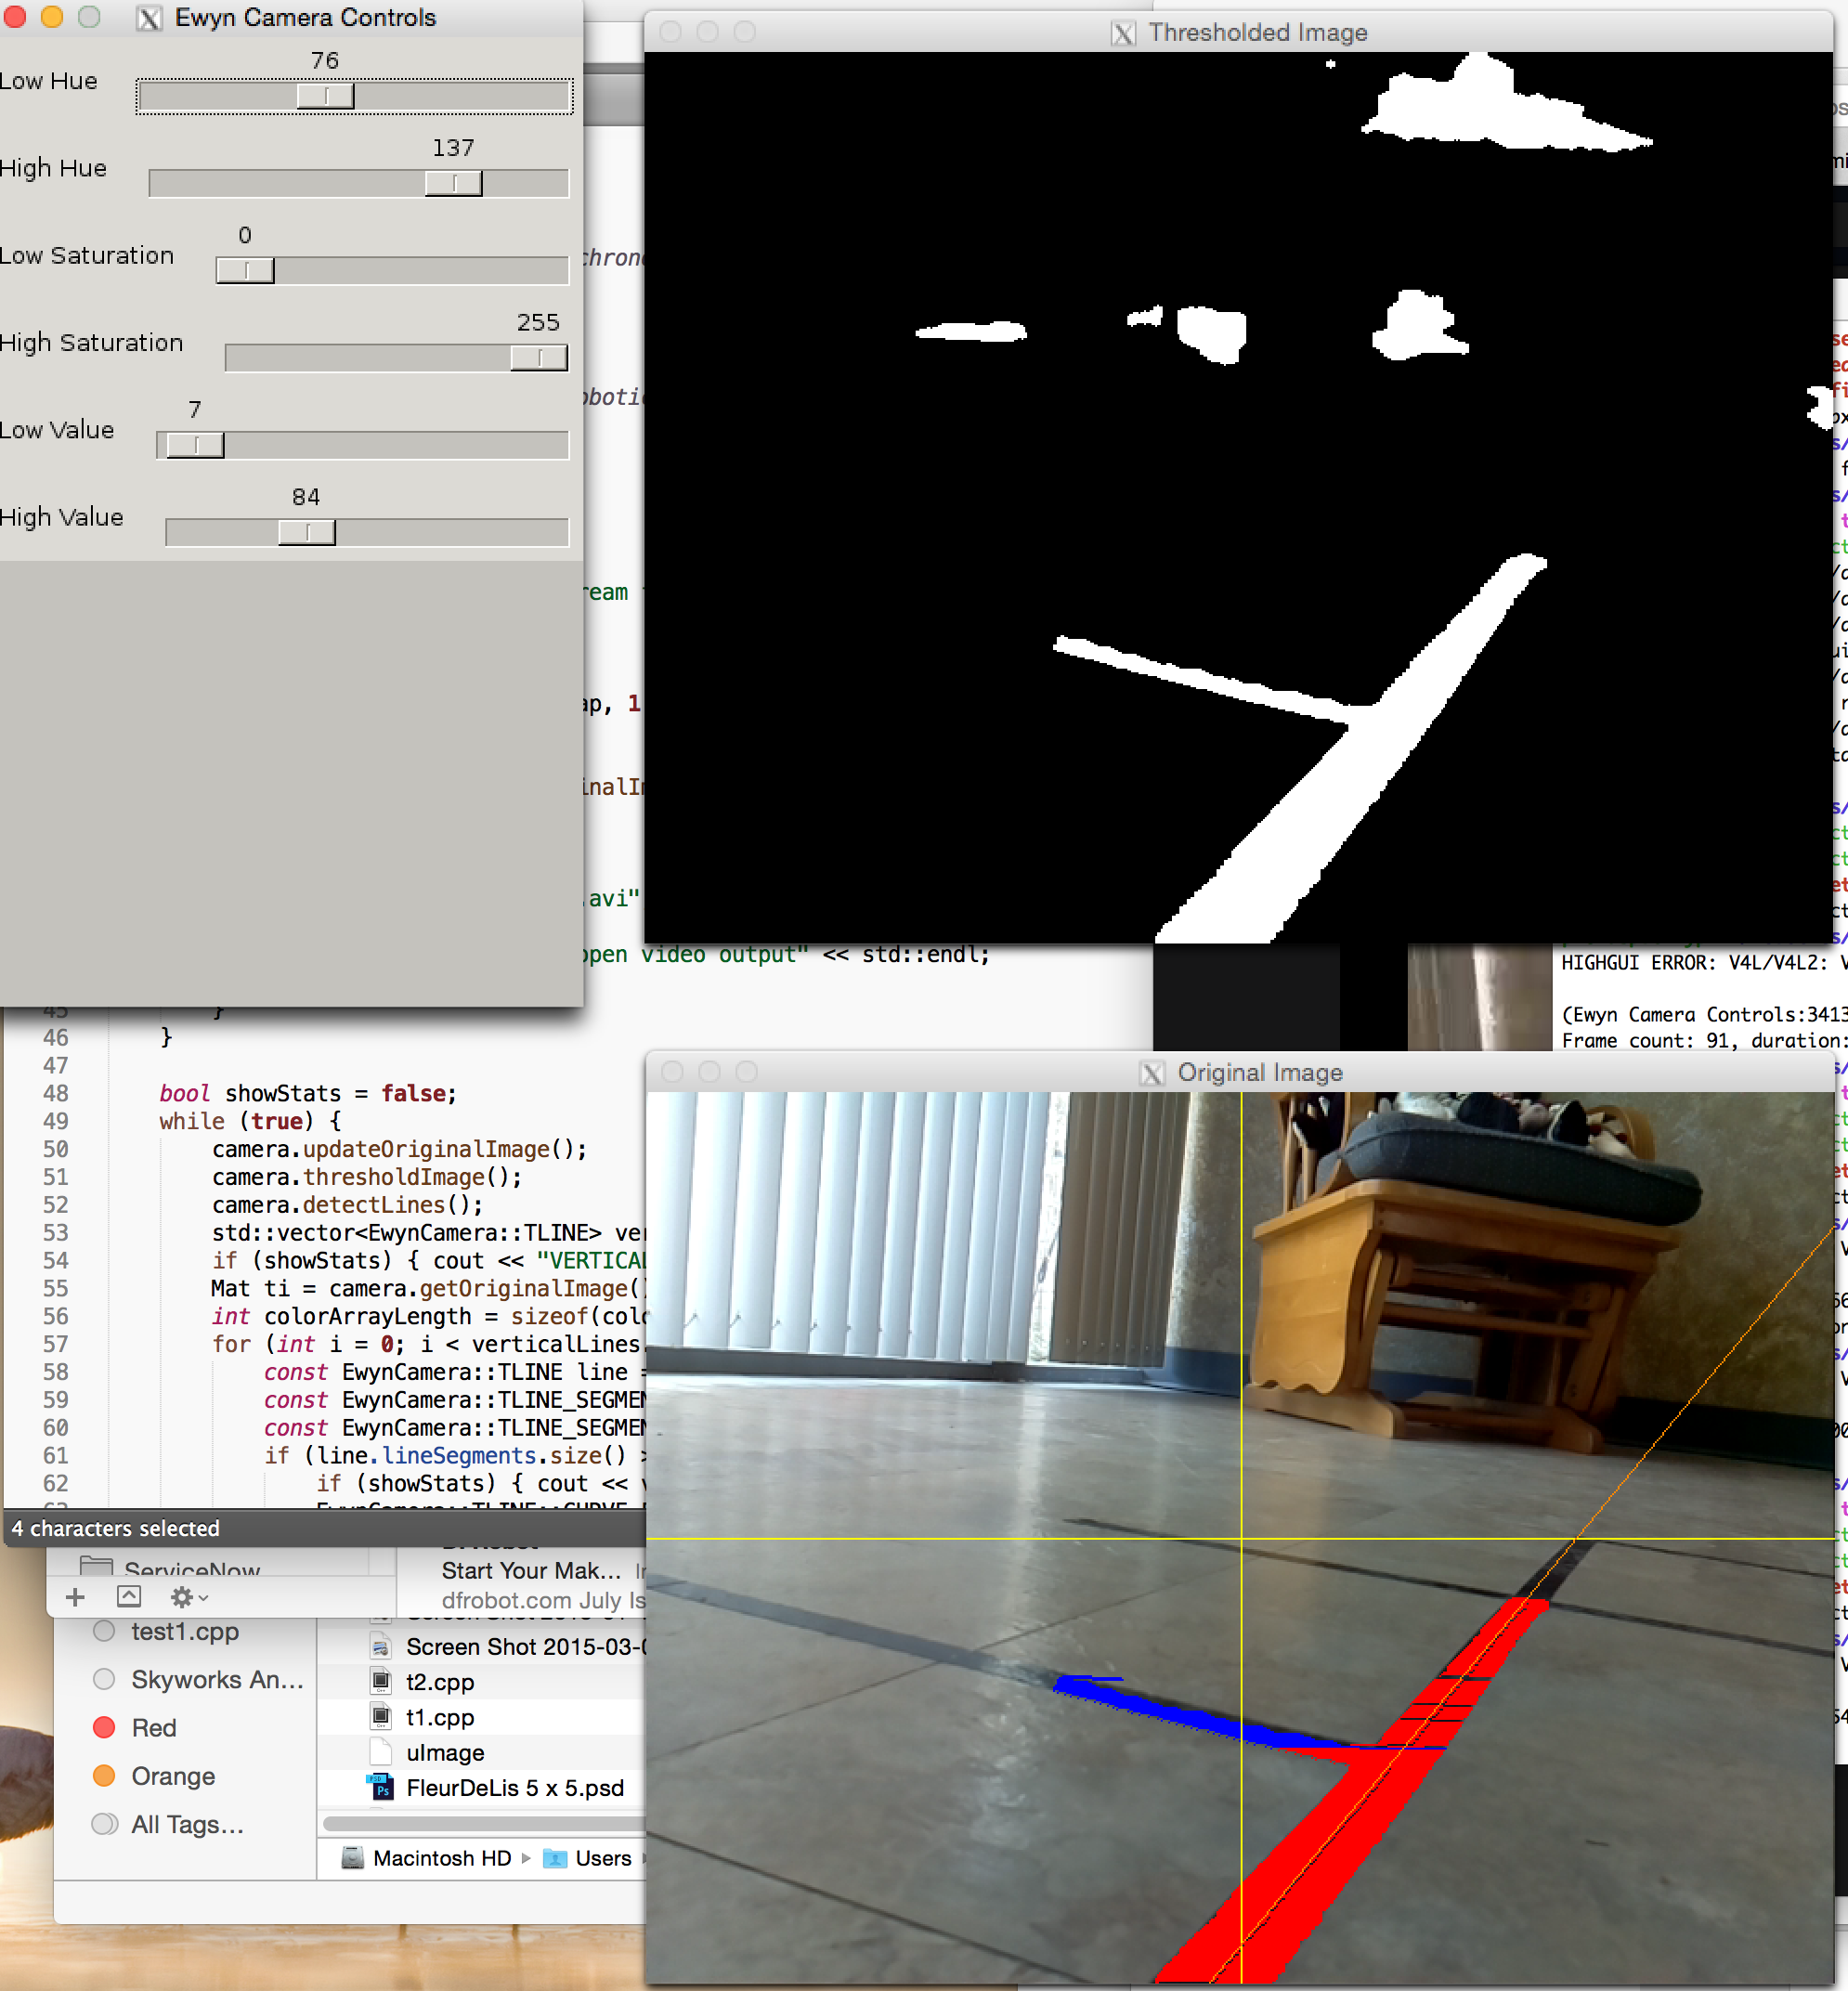 Ewyn Camera Controls
76
Low Hue
137
High Hue
0
Low Saturation
255
High Saturation
7
Low Value
84
High Value
Thresholded Image
ream
ap, 1
.avi"
open video output" << std::endl;
45 }
46 }
47
48 bool showStats = false;
49 while (true) {
50 camera.updateOriginalImage();
51 camera.thresholdImage();
52 camera.detectLines();
53 std::vector<EwynCamera::TLINE> ver
54 if (showStats) { cout << "VERTICAL
55 Mat ti = camera.getOriginalImage()
56 int colorArrayLength = sizeof(colo
57 for (int i = 0; i < verticalLines.
58 const EwynCamera::TLINE line =
59 const EwynCamera::TLINE_SEGMEN
60 const EwynCamera::TLINE_SEGMEN
61 if (line.lineSegments.size() >
62 if (showStats) { cout << v
4 characters selected
HIGHGUI ERROR: V4L/V4L2: V
(Ewyn Camera Controls:3413
Frame count: 91, duration:
Original Image
ServiceNow
Start Your Mak...
dfrobot.com July Is
test1.cpp
Skyworks An...
Red
Orange
All Tags...
Screen Shot 2015-03-0
t2.cpp
t1.cpp
uImage
FleurDeLis 5 x 5.psd
Macintosh HD
Users